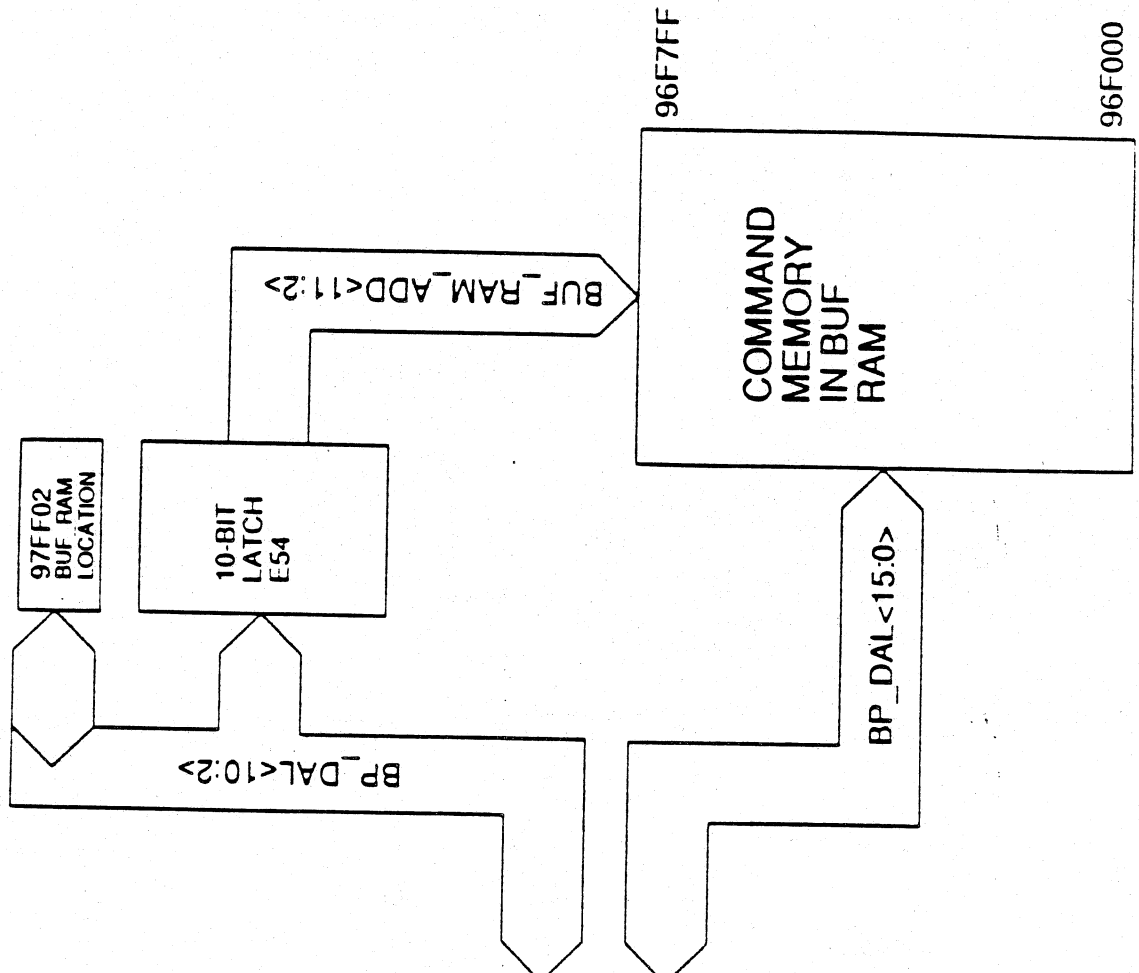 97FF02
BUF RAM
LOCATION
10-BIT
LATCH
E54
BUF_RAM_ADD<11:2>
96F7FF
BP_DAL<10:2>
COMMAND
MEMORY
IN BUF
RAM
BP_DAL<15:0>
96F000